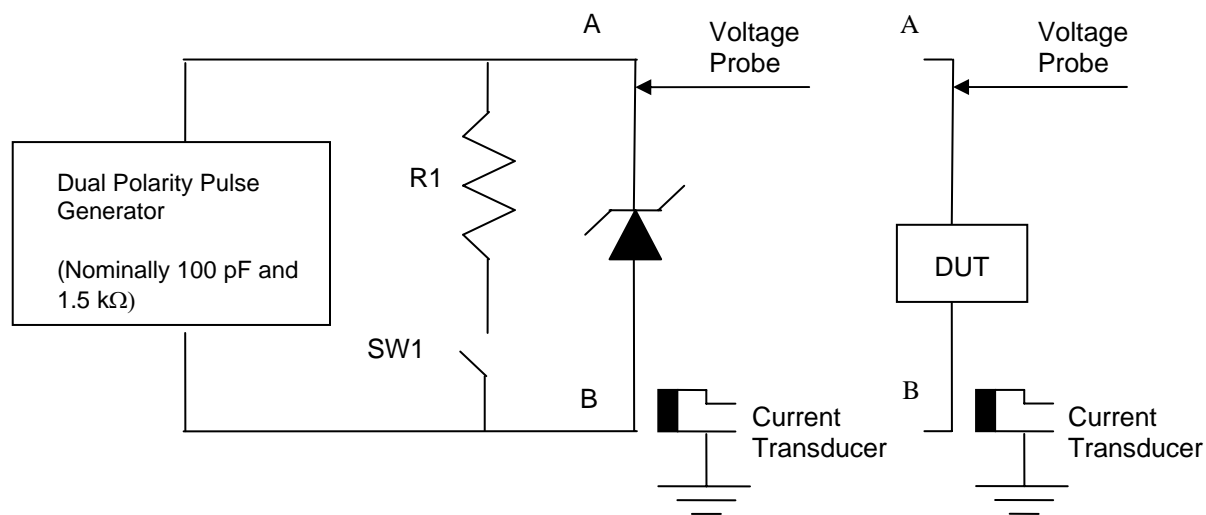 A
Voltage
Probe
A
Voltage
Probe
Dual Polarity Pulse
Generator
(Nominally 100 pF and
1.5 kΩ)
R1
DUT
SW1
B
Current
Transducer
B
Current
Transducer